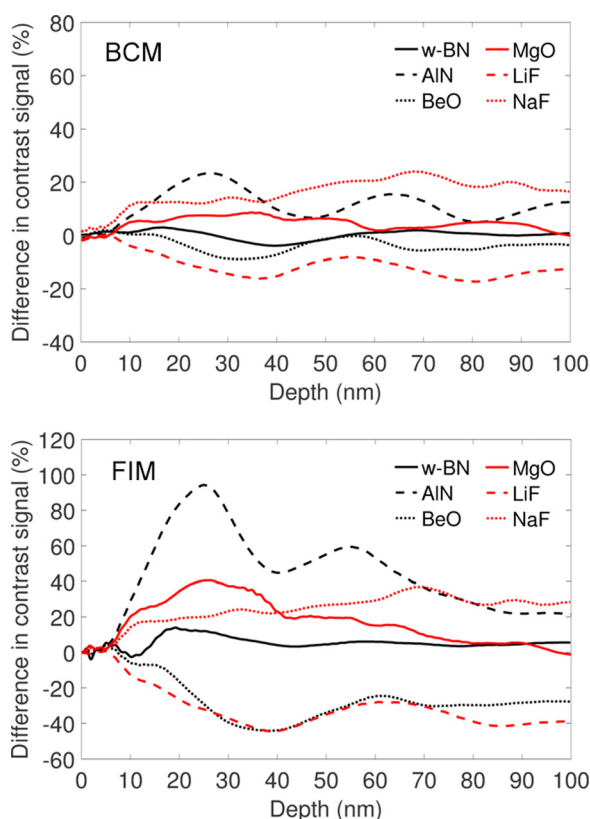 BCM
w-BN MgO
AlN LiF
BeO NaF
Difference in contrast signal (%)
80
60
40
20
0
-20
-40
0 10 20 30 40 50 60 70 80 90 100
Depth (nm)
FIM
w-BN MgO
AlN LiF
BeO NaF
Difference in contrast signal (%)
120
100
80
60
40
20
0
-20
-40
-60
0 10 20 30 40 50 60 70 80 90 100
Depth (nm)